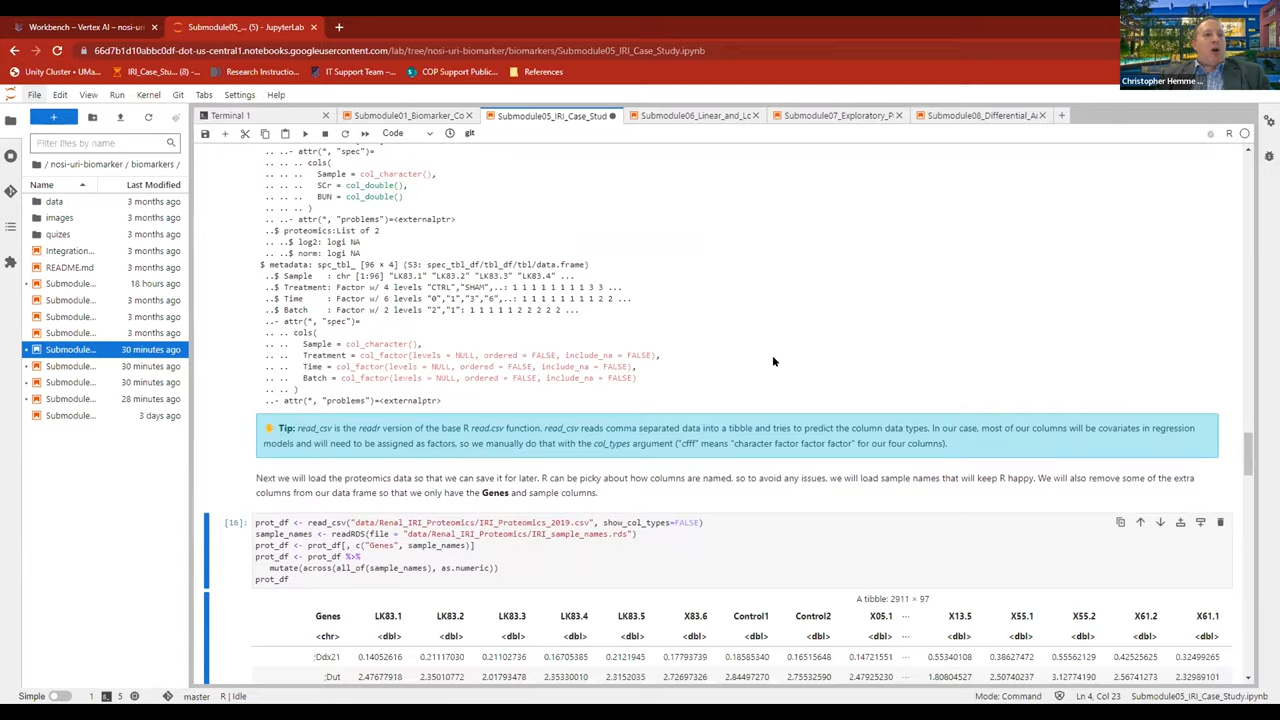 Workbench – Vertex AI – nosi-uri
Submodule05_... (5) - JupyterLab
66d7b1d10abbc0df-dot-us-central1.notebooks.googleusercontent.com/lab/tree/nosi-uri-biomarker/biomarkers/Submodule05_IRI_Case_Study.ipynb
Unity Cluster - UMa...
IRI_Case_Stu... (8) -...
Research Instructio...
IT Support Team –...
COP Support Public...
References
Christopher Hemme ...
File Edit View Run Kernel Git Tabs Settings Help
Terminal 1
Submodule01_Biomarker_Co
Submodule05_IRI_Case_Stud
Submodule06_Linear_and_Lo
Submodule07_Exploratory_P
Submodule08_Differential_A
Code
git
R
Filter files by name
/ nosi-uri-biomarker / biomarkers /
Name Last Modified
data 3 months ago
images 3 months ago
quizes 3 months ago
Integration... 3 months ago
README.md 3 months ago
Submodule... 18 hours ago
Submodule... 3 months ago
Submodule... 3 months ago
Submodule... 3 months ago
Submodule... 30 minutes ago
Submodule... 30 minutes ago
Submodule... 30 minutes ago
Submodule... 28 minutes ago
Submodule... 3 days ago
.. ..- attr(*, "spec")=
.. .. .. cols(
.. .. .. Sample = col_character(),
.. .. .. SCr = col_double(),
.. .. .. BUN = col_double()
.. .. .. )
.. ..- attr(*, "problems")=<externalptr>
..$ proteomics:List of 2
.. ..$ log2: logi NA
.. ..$ norm: logi NA
$ metadata: spc_tbl_ [96 × 4] (S3: spec_tbl_df/tbl_df/tbl/data.frame)
..$ Sample : chr [1:96] "LK83.1" "LK83.2" "LK83.3" "LK83.4" ...
..$ Treatment: Factor w/ 4 levels "CTRL","SHAM",..: 1 1 1 1 1 1 1 1 3 3 ...
..$ Time : Factor w/ 6 levels "0","1","3","6",..: 1 1 1 1 1 1 1 1 2 2 ...
..$ Batch : Factor w/ 2 levels "2","1": 1 1 1 1 1 2 2 2 2 2 ...
..- attr(*, "spec")=
.. .. cols(
.. .. Sample = col_character(),
.. .. Treatment = col_factor(levels = NULL, ordered = FALSE, include_na = FALSE),
.. .. Time = col_factor(levels = NULL, ordered = FALSE, include_na = FALSE),
.. .. Batch = col_factor(levels = NULL, ordered = FALSE, include_na = FALSE)
.. .. )
..- attr(*, "problems")=<externalptr>
Tip: read_csv is the readr version of the base R read.csv function. read_csv reads comma separated data into a tibble and tries to predict the column data types. In our case, most of our columns will be covariates in regression
models and will need to be assigned as factors, so we manually do that with the col_types argument ("cfff" means "character factor factor factor" for our four columns).
Next we will load the proteomics data so that we can save it for later. R can be picky about how columns are named, so to avoid any issues, we will load sample names that will keep R happy. We will also remove some of the extra
columns from our data frame so that we only have the Genes and sample columns.
[16]: prot_df <- read_csv("data/Renal_IRI_Proteomics/IRI_Proteomics_2019.csv", show_col_types=FALSE)
sample_names <- readRDS(file = "data/Renal_IRI_Proteomics/IRI_sample_names.rds")
prot_df <- prot_df[, c("Genes", sample_names)]
prot_df <- prot_df %>%
mutate(across(all_of(sample_names), as.numeric))
prot_df
A tibble: 2911 × 97
Genes LK83.1 LK83.2 LK83.3 LK83.4 LK83.5 X83.6 Control1 Control2 X05.1 ... X13.5 X55.1 X55.2 X61.2 X61.1
<chr> <dbl> <dbl> <dbl> <dbl> <dbl> <dbl> <dbl> <dbl> <dbl> ... <dbl> <dbl> <dbl> <dbl> <dbl>
;Ddx21 0.14052616 0.21117030 0.21102736 0.16705385 0.2121945 0.17793739 0.18585340 0.16515648 0.14721551 ... 0.55340108 0.38627472 0.55562129 0.42525625 0.32499265
;Dut 2.47677918 2.35010772 2.01793478 2.35330010 2.3152035 2.72697326 2.84497270 2.75532590 2.47925230 ... 1.80804527 2.50740237 3.12774190 2.56741273 2.32989101
Simple 1 5 master R | Idle Mode: Command Ln 4, Col 23 Submodule05_IRI_Case_Study.ipynb